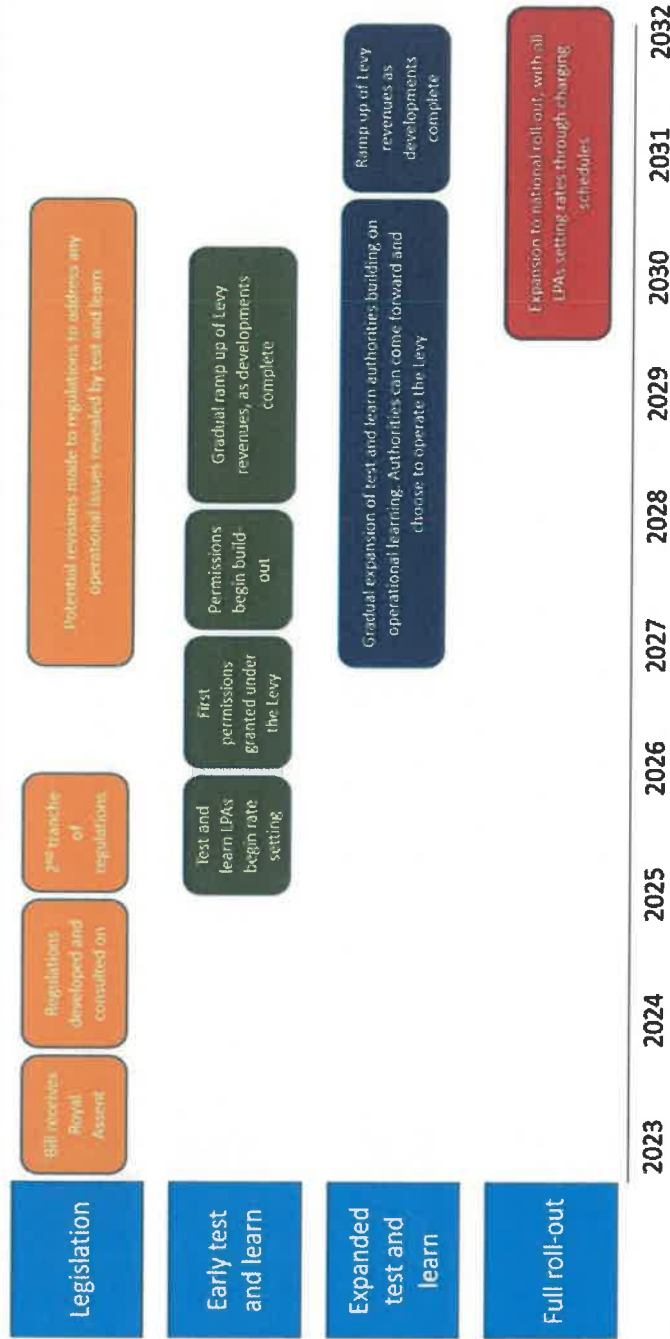 Legislation
Bill receives
Royal
Assent
Regulations
developed and
consulted on
2nd tranche
of
regulations
Potential revisions made to regulations to address any
operational issues revealed by test and learn
Early test
and learn
Test and
learn LPAs
begin rate
setting
First
permissions
granted under
the Levy
Permissions
begin build-
out
Gradual ramp up of Levy
revenues, as developments
complete
Expanded
test and
learn
Gradual expansion of test and learn authorities building on
operational learning. Authorities can come forward and
choose to operate the Levy
Ramp up of Levy
revenues as
developments
complete
Full roll-out
Expansion to national roll-out, with all
LPAs setting rates through charging
schedules
2023
2024
2025
2026
2027
2028
2029
2030
2031
2032